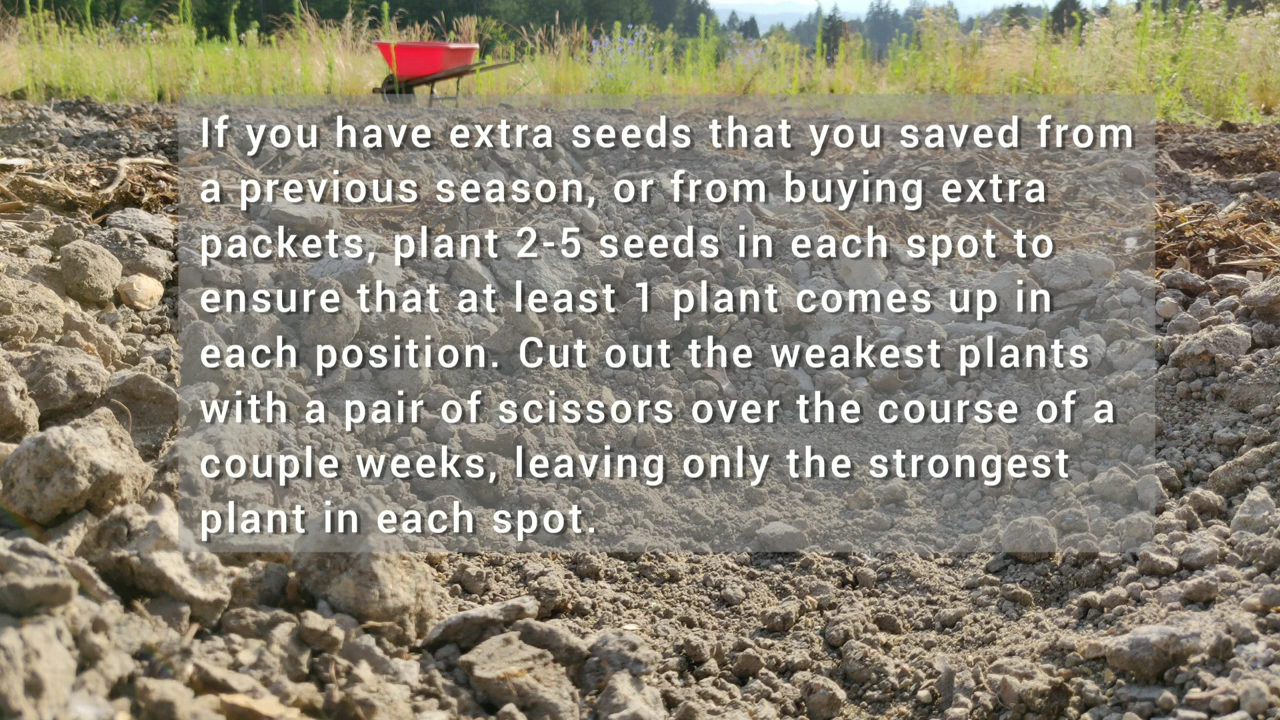 If you have extra seeds that you saved from
a previous season, or from buying extra
packets, plant 2-5 seeds in each spot to
ensure that at least 1 plant comes up in
each position. Cut out the weakest plants
with a pair of scissors over the course of a
couple weeks, leaving only the strongest
plant in each spot.